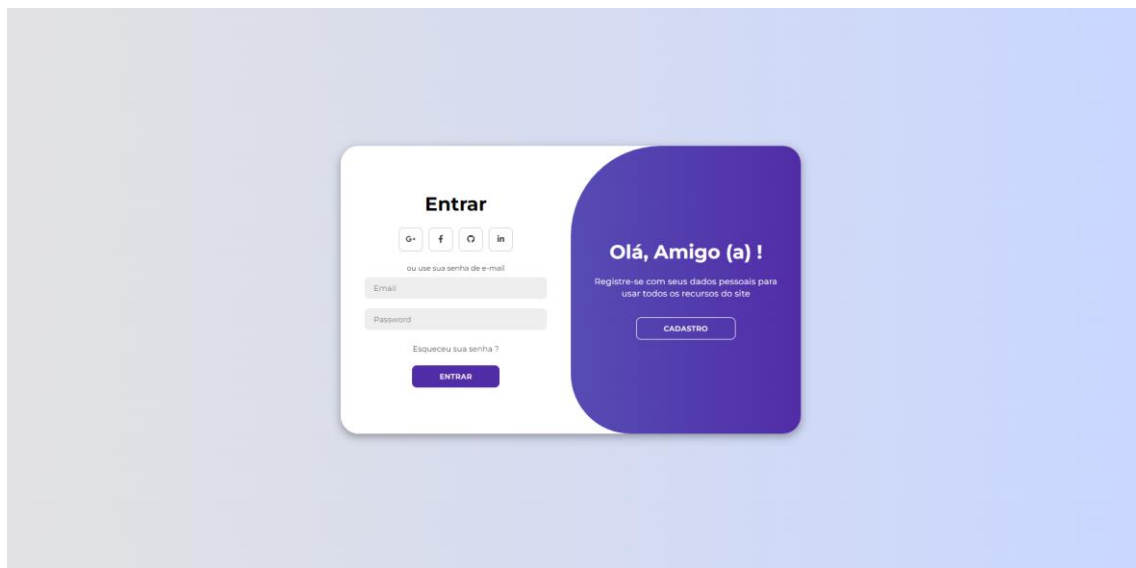 Entrar
G+ f in
ou use sua senha de e-mail
Email
Password
Esqueceu sua senha ?
ENTRAR
Olá, Amigo (a) !
Registre-se com seus dados pessoais para
usar todos os recursos do site
CADASTRO